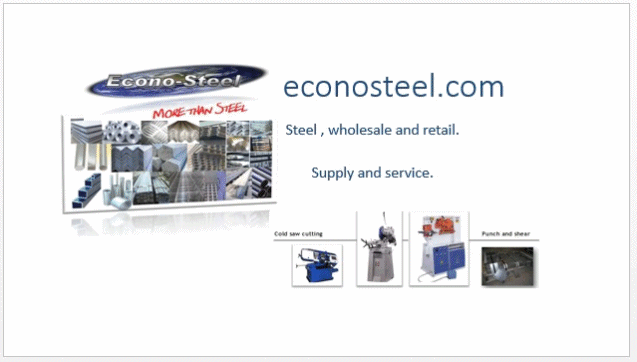 Econo-Steel
MORE THAN STEEL
econosteel.com
Steel , wholesale and retail.
Supply and service.
Cold saw cutting
Punch and shear